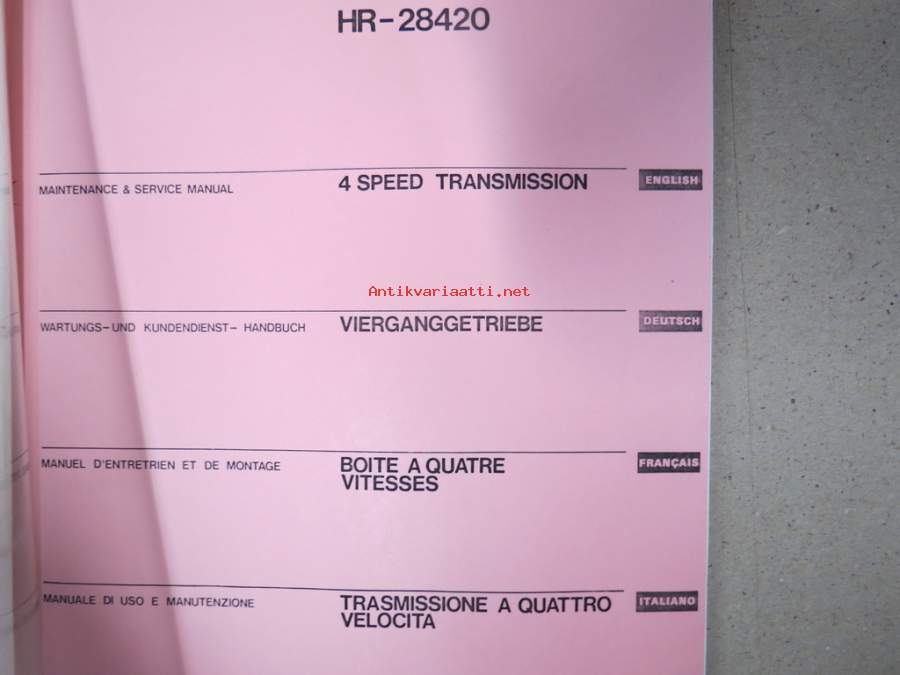 HR-28420
MAINTENANCE & SERVICE MANUAL 4 SPEED TRANSMISSION ENGLISH
Antikvariaatti.net
WARTUNGS-UND KUNDENDIENST- HANDBUCH VIERGANGGETRIEBE DEUTSCH
MANUEL D'ENTRETRIEN ET DE MONTAGE BOITE A QUATRE FRANÇAIS
VITESSES
MANUALE DI USO E MANUTENZIONE TRASMISSIONE A QUATTRO ITALIANO
VELOCITA